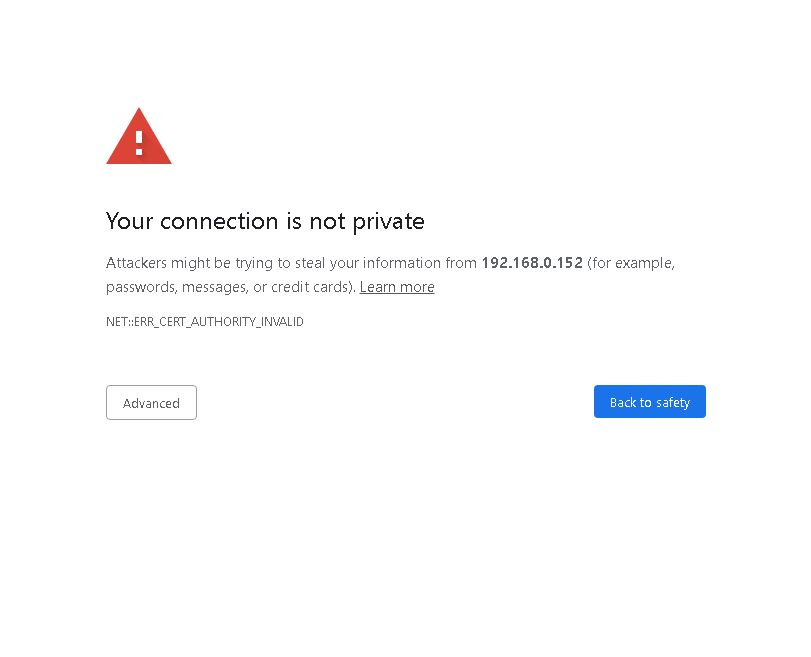 Your connection is not private
Attackers might be trying to steal your information from 192.168.0.152 (for example,
passwords, messages, or credit cards). Learn more
NET::ERR_CERT_AUTHORITY_INVALID
Advanced
Back to safety